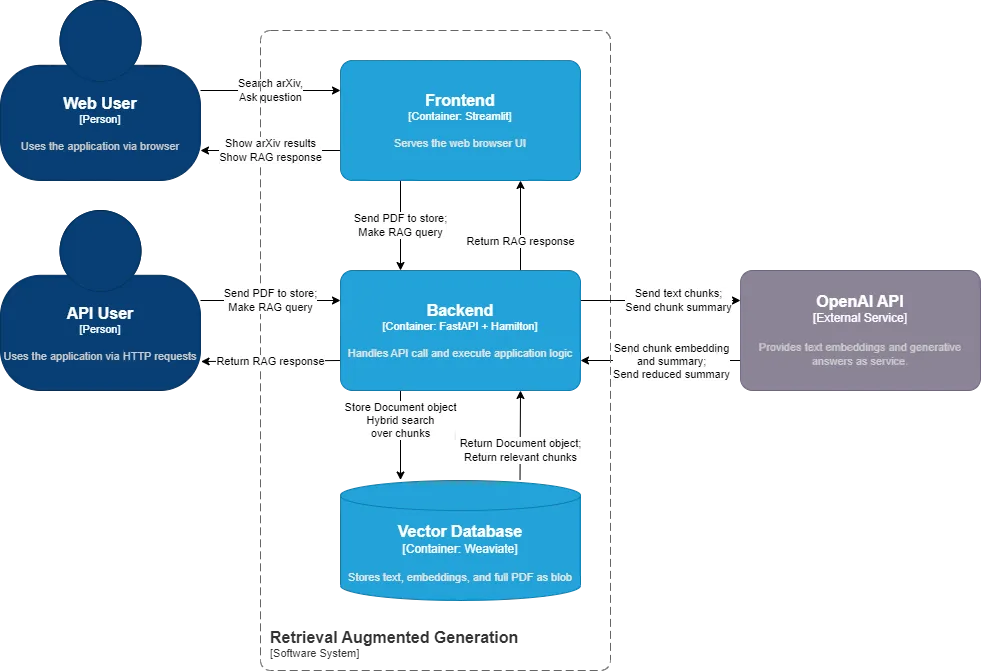 Web User
[Person]
Uses the application via browser
Search arXiv,
Ask question
Show arXiv results
Show RAG response
Frontend
[Container: Streamlit]
Serves the web browser UI
Send PDF to store;
Make RAG query
Return RAG response
API User
[Person]
Uses the application via HTTP requests
Send PDF to store;
Make RAG query
Return RAG response
Backend
[Container: FastAPI + Hamilton]
Handles API call and execute application logic
Send text chunks;
Send chunk summary
Send chunk embedding
and summary;
Send reduced summary
OpenAI API
[External Service]
Provides text embeddings and generative
answers as service.
Store Document object
Hybrid search
over chunks
Return Document object;
Return relevant chunks
Vector Database
[Container: Weaviate]
Stores text, embeddings, and full PDF as blob
Retrieval Augmented Generation
[Software System]